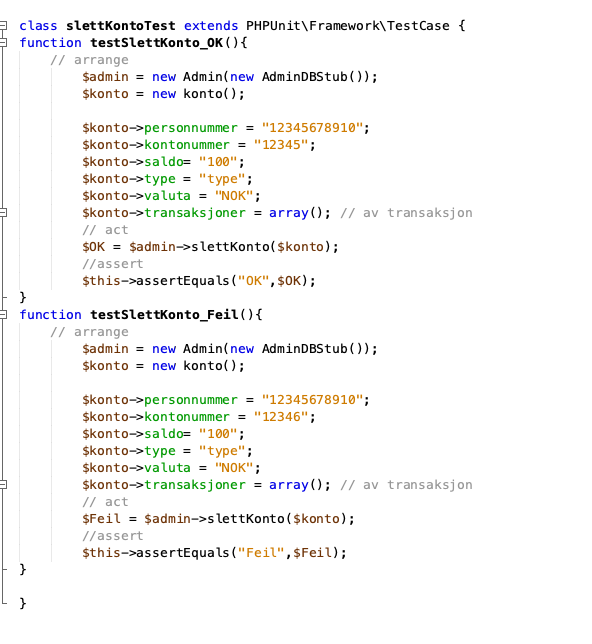 class slettKontoTest extends PHPUnit\Framework\TestCase {
function testSlettKonto_OK(){
    // arrange
        $admin = new Admin(new AdminDBStub());
        $konto = new konto();

        $konto->personnummer = "12345678910";
        $konto->kontonummer = "12345";
        $konto->saldo= "100";
        $konto->type = "type";
        $konto->valuta = "NOK";
        $konto->transaksjoner = array(); // av transaksjon
        // act
        $OK = $admin->slettKonto($konto);
        //assert
        $this->assertEquals("OK",$OK);
}
function testSlettKonto_Feil(){
    // arrange
        $admin = new Admin(new AdminDBStub());
        $konto = new konto();

        $konto->personnummer = "12345678910";
        $konto->kontonummer = "12346";
        $konto->saldo= "100";
        $konto->type = "type";
        $konto->valuta = "NOK";
        $konto->transaksjoner = array(); // av transaksjon
        // act
        $Feil = $admin->slettKonto($konto);
        //assert
        $this->assertEquals("Feil",$Feil);
}

}